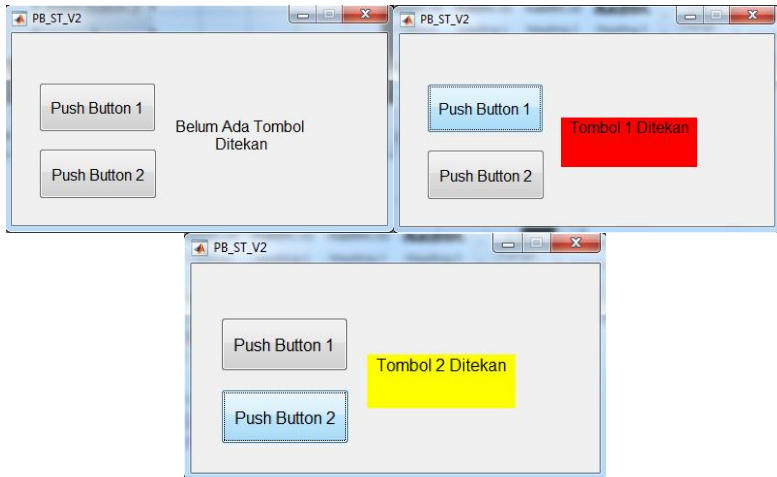 PB_ST_V2
Push Button 1
Belum Ada Tombol
Ditekan
Push Button 2
PB_ST_V2
Push Button 1
Tombol 1 Ditekan
Push Button 2
PB_ST_V2
Push Button 1
Tombol 2 Ditekan
Push Button 2